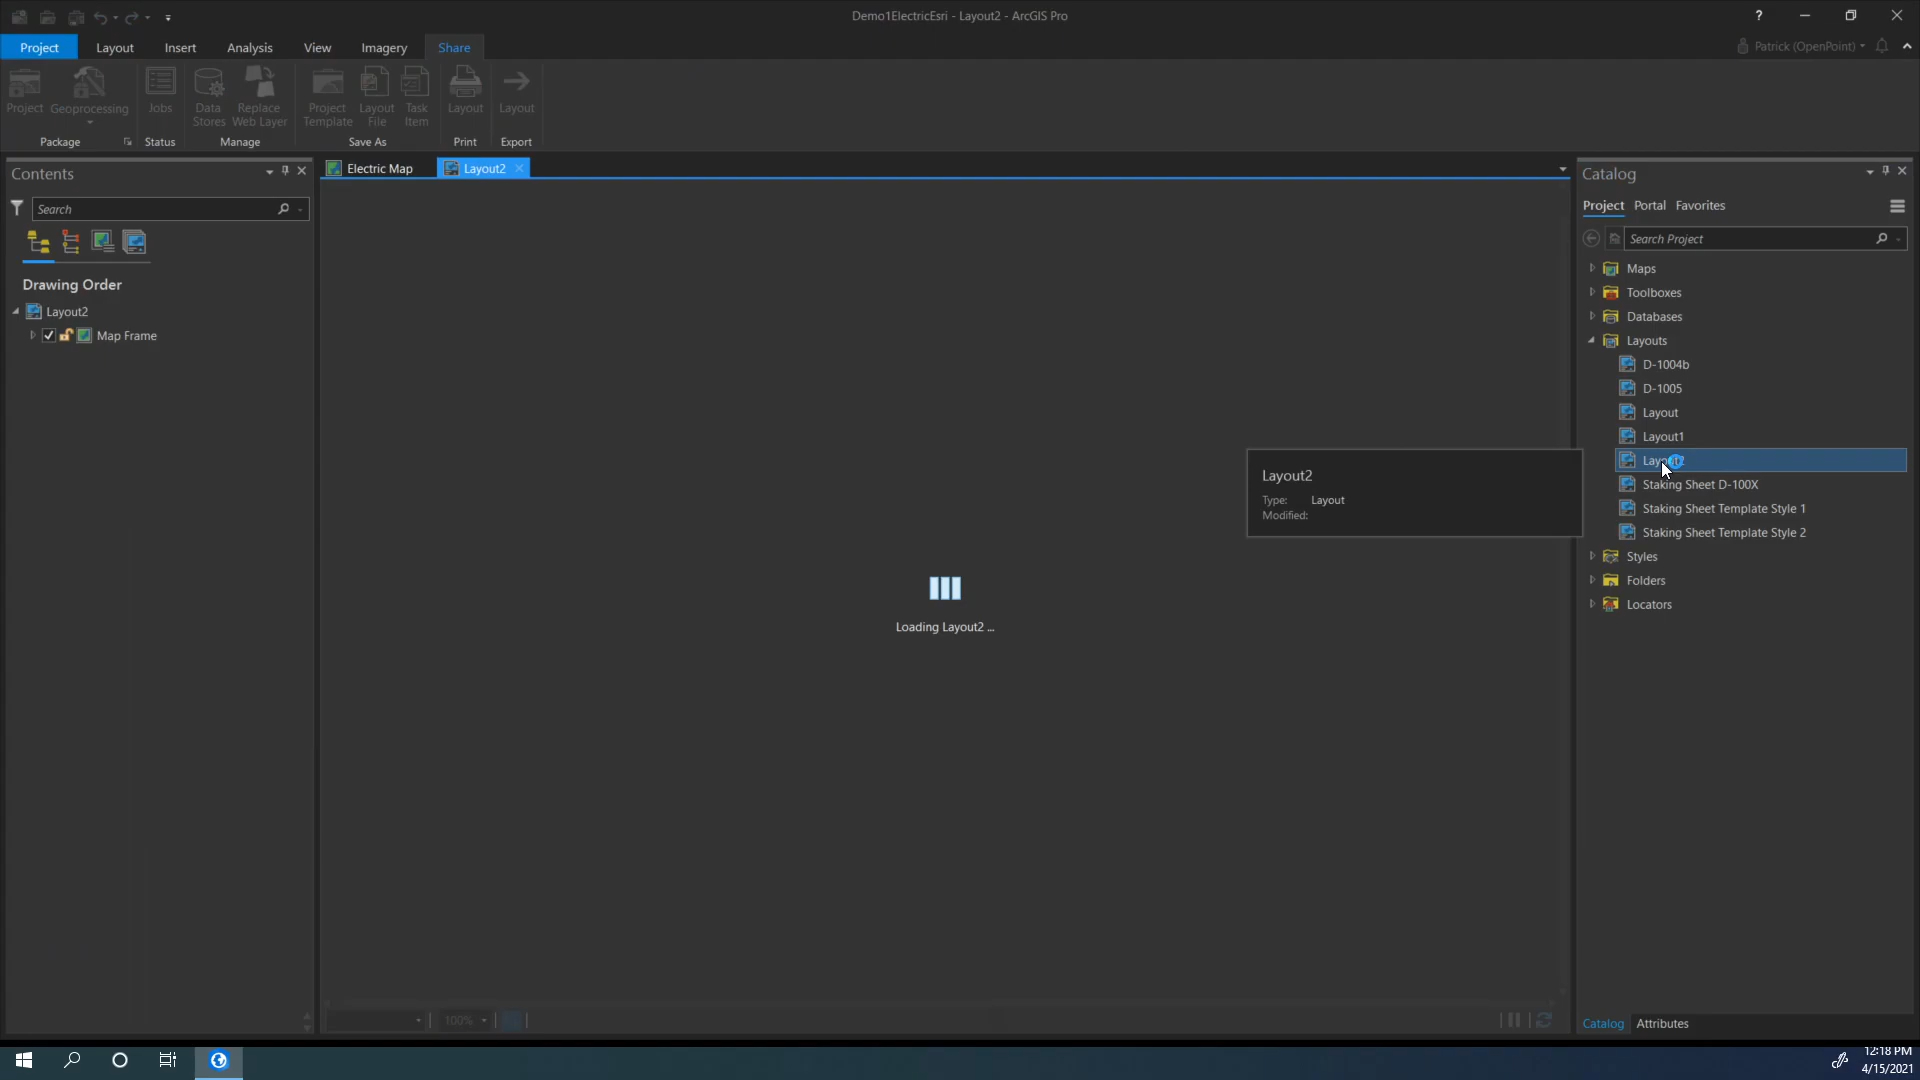 Demo1ElectricEsri - Layout2 - ArcGIS Pro
?
Project Layout Insert Analysis View Imagery Share
Patrick (OpenPoint)
Project Geoprocessing Jobs Data Stores Replace Web Layer Project Template Layout File Task Item Layout Layout
Package Status Manage Save As Print Export
Contents
Search
Drawing Order
Layout2
Map Frame
Electric Map Layout2
Layout2
Type: Layout
Modified:
Loading Layout2 ...
100%
Catalog
Project Portal Favorites
Search Project
Maps
Toolboxes
Databases
Layouts
D-1004b
D-1005
Layout
Layout1
Layout2
Staking Sheet D-100X
Staking Sheet Template Style 1
Staking Sheet Template Style 2
Styles
Folders
Locators
Catalog Attributes
12:18 PM
4/15/2021